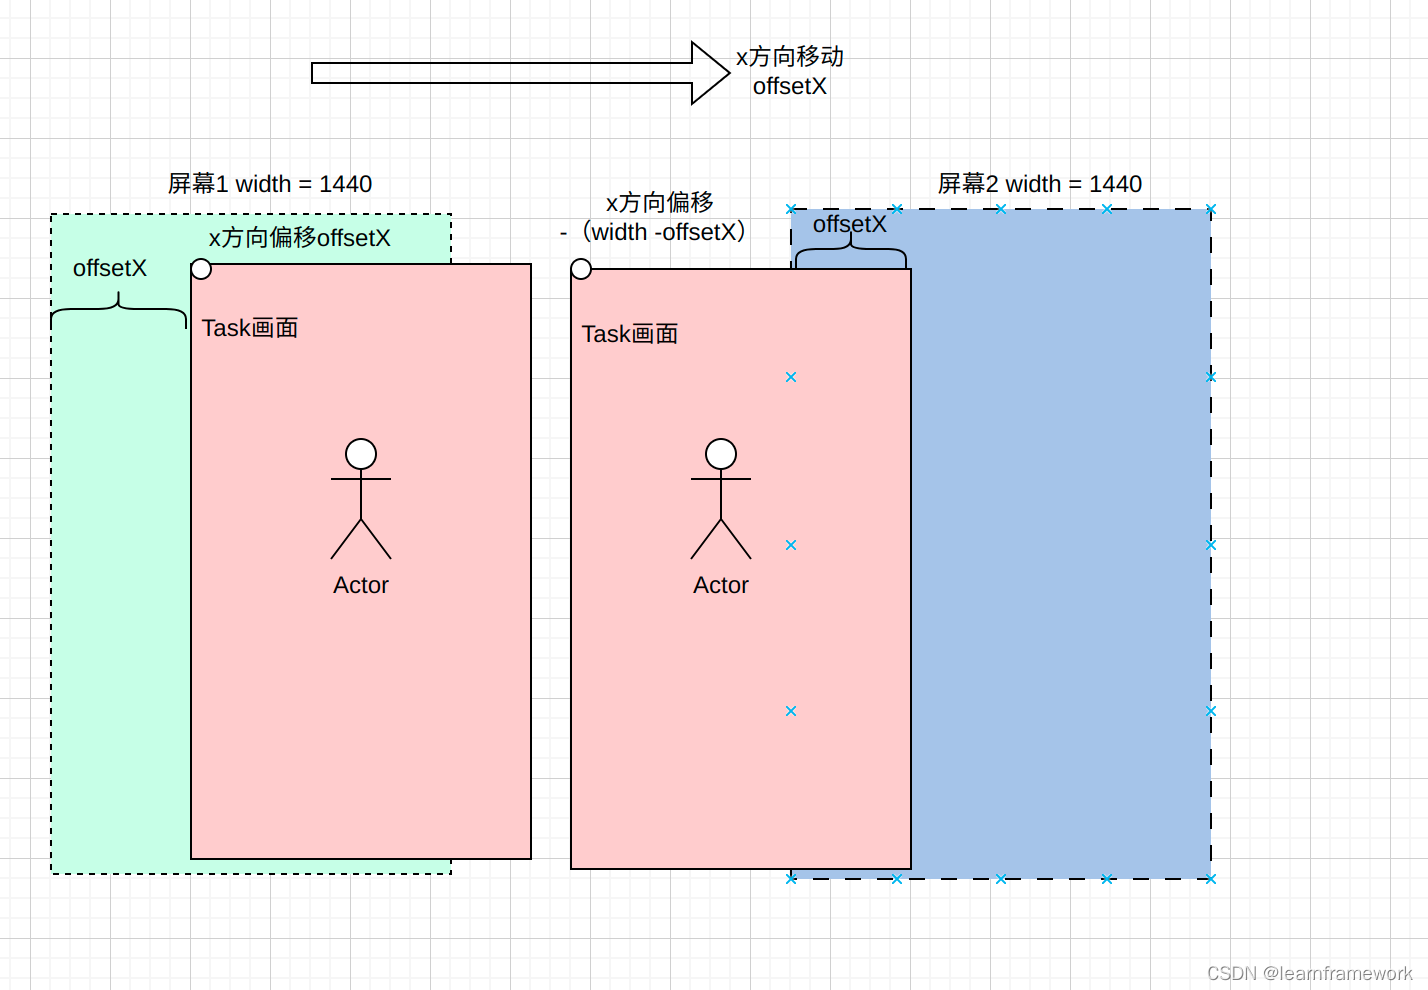 x方向移动
offsetX
屏幕1 width = 1440
x方向偏移offsetX
offsetX
Task画面
Actor
x方向偏移
-（width -offsetX）
Task画面
Actor
屏幕2 width = 1440
offsetX
CSDN @learnframework